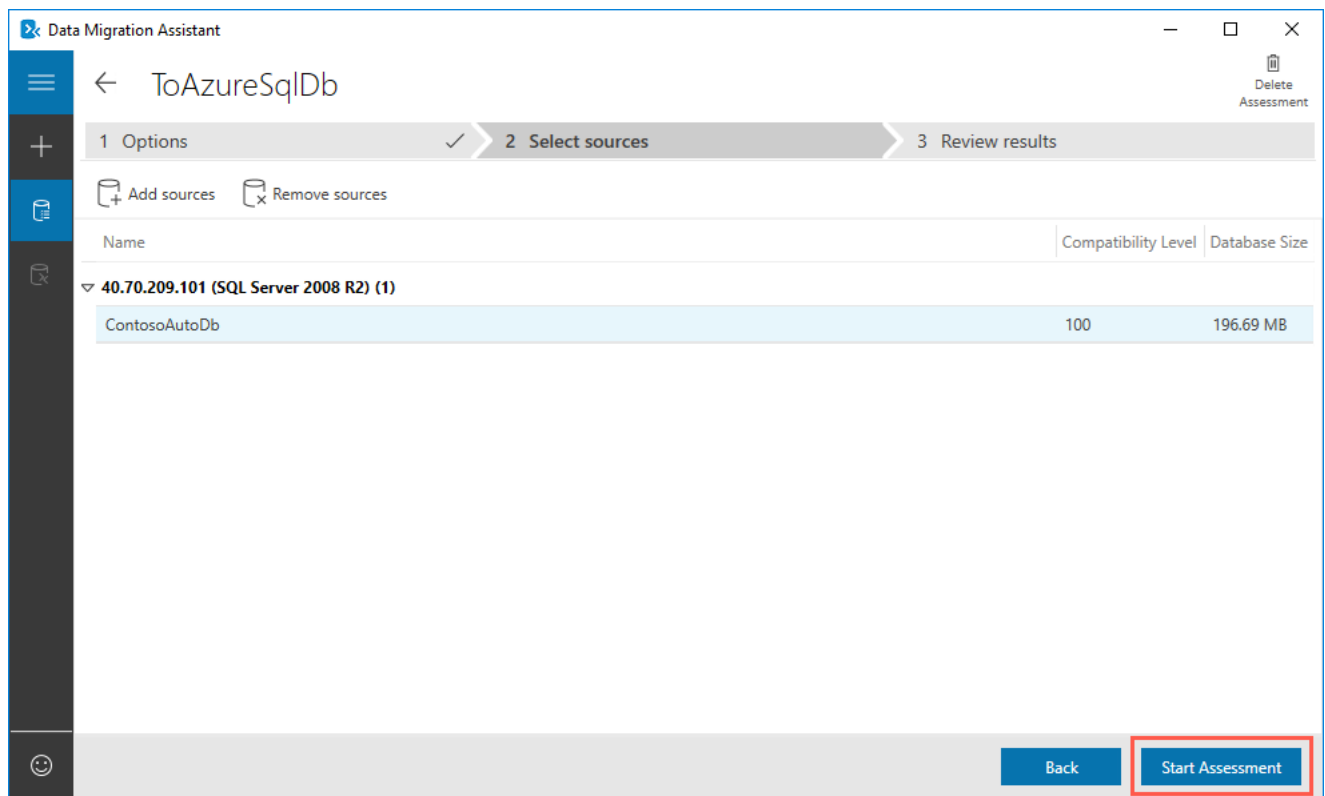 Data Migration Assistant
ToAzureSqlDb
Delete
Assessment
1 Options 2 Select sources 3 Review results
Add sources Remove sources
Name Compatibility Level Database Size
40.70.209.101 (SQL Server 2008 R2) (1)
ContosoAutoDb 100 196.69 MB
Back Start Assessment